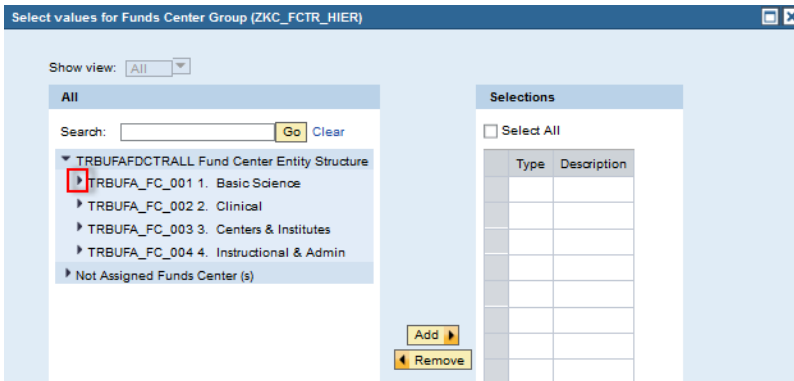 Select values for Funds Center Group (ZKC_FCTR_HIER)
Show view: All
All
Search: Go Clear
TRBUFAFDCTRALL Fund Center Entity Structure
TRBUFA_FC_001 1. Basic Science
TRBUFA_FC_002 2. Clinical
TRBUFA_FC_003 3. Centers & Institutes
TRBUFA_FC_004 4. Instructional & Admin
Not Assigned Funds Center (s)
Add
Remove
Selections
Select All
Type Description